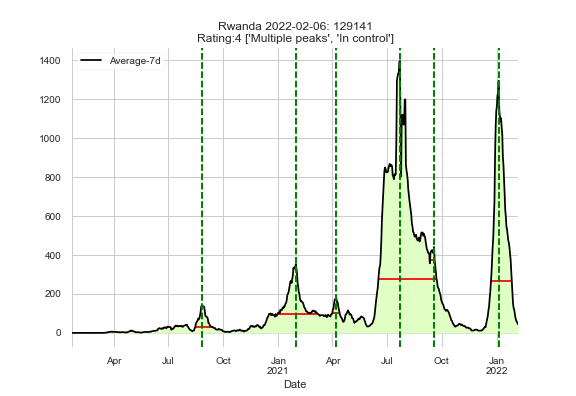 Rwanda 2022-02-06: 129141
Rating:4 ['Multiple peaks', 'In control']
Average-7d
1400
1200
1000
800
600
400
200
0
Apr Jul Oct Jan Apr Jul Oct Jan
2021 2022
Date